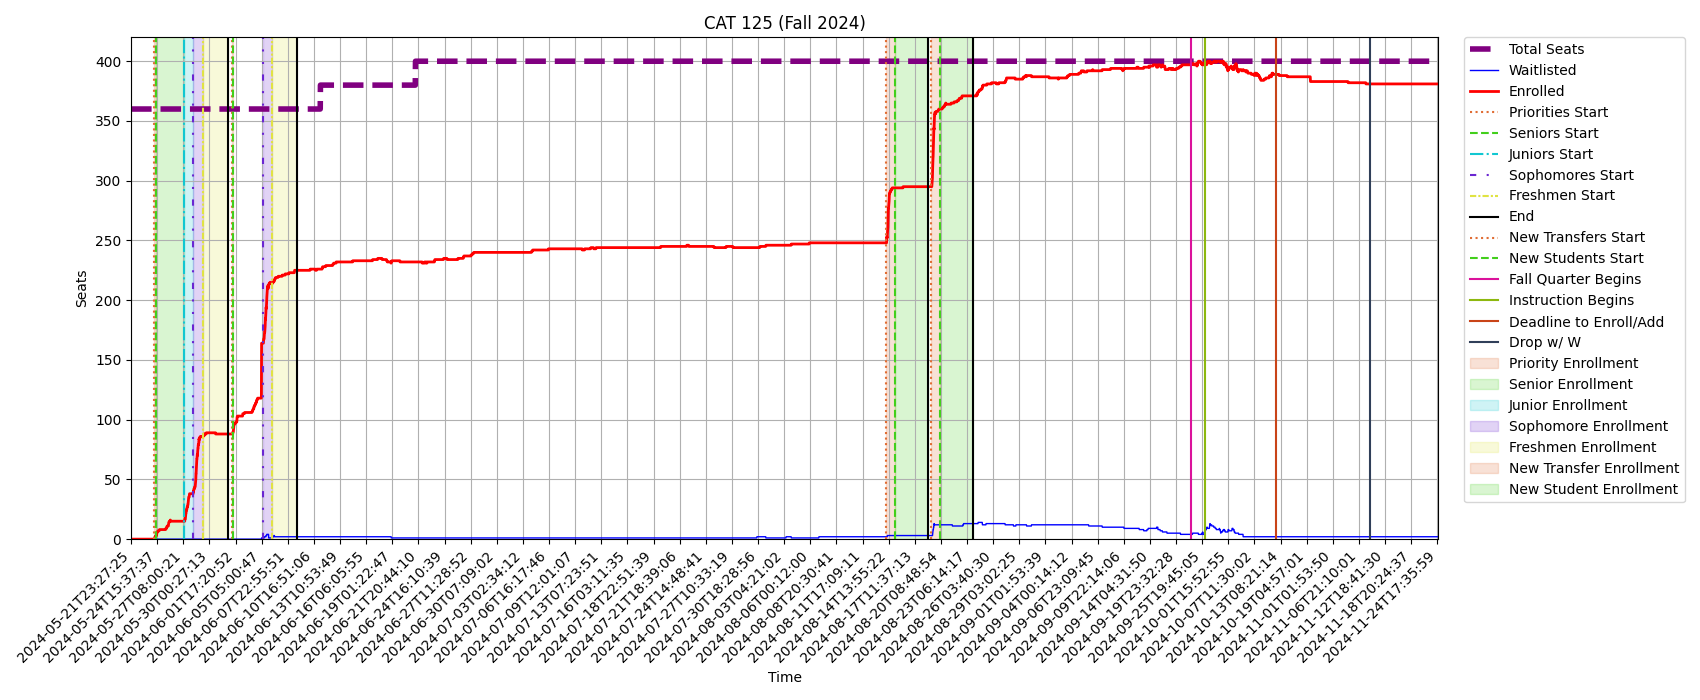 CAT 125 (Fall 2024)
Seats
400
350
300
250
200
150
100
50
0
2024-05-21T23:27:25
2024-05-24T15:37:37
2024-05-27T08:00:21
2024-05-30T00:27:13
2024-06-01T17:20:52
2024-06-05T05:00:47
2024-06-07T22:55:51
2024-06-10T16:51:06
2024-06-13T10:53:49
2024-06-16T06:05:55
2024-06-19T01:22:47
2024-06-21T20:44:10
2024-06-24T16:10:39
2024-06-27T11:28:52
2024-06-30T07:09:02
2024-07-03T02:34:12
2024-07-06T16:17:46
2024-07-09T12:01:07
2024-07-13T07:23:51
2024-07-16T03:11:35
2024-07-18T22:51:39
2024-07-21T18:39:06
2024-07-24T14:48:41
2024-07-27T10:33:19
2024-07-30T18:28:56
2024-08-03T04:21:02
2024-08-06T00:12:00
2024-08-08T20:30:41
2024-08-11T17:09:11
2024-08-14T13:55:22
2024-08-17T11:37:13
2024-08-20T08:48:54
2024-08-23T06:14:17
2024-08-26T03:40:30
2024-08-29T03:02:25
2024-09-01T01:53:39
2024-09-04T00:14:12
2024-09-06T23:09:45
2024-09-09T22:14:06
2024-09-14T04:31:50
2024-09-19T23:32:28
2024-09-25T19:45:05
2024-10-01T15:52:55
2024-10-07T11:30:02
2024-10-13T08:21:14
2024-10-19T04:57:01
2024-11-01T01:53:50
2024-11-06T21:10:01
2024-11-12T18:41:30
2024-11-18T20:24:37
2024-11-24T17:35:59
Time
Total Seats
Waitlisted
Enrolled
Priorities Start
Seniors Start
Juniors Start
Sophomores Start
Freshmen Start
End
New Transfers Start
New Students Start
Fall Quarter Begins
Instruction Begins
Deadline to Enroll/Add
Drop w/ W
Priority Enrollment
Senior Enrollment
Junior Enrollment
Sophomore Enrollment
Freshmen Enrollment
New Transfer Enrollment
New Student Enrollment